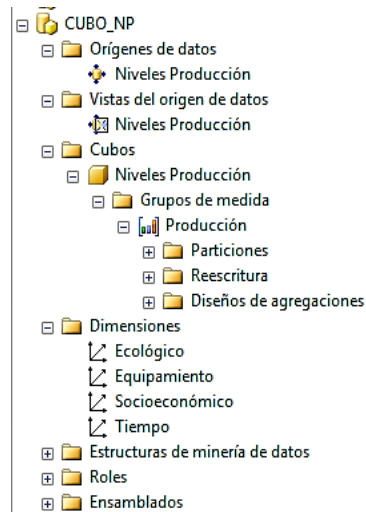 CUBO_NP
Orígenes de datos
Niveles Producción
Vistas del origen de datos
Niveles Producción
Cubos
Niveles Producción
Grupos de medida
Producción
Particiones
Reescritura
Diseños de agregaciones
Dimensiones
Ecológico
Equipamiento
Socioeconómico
Tiempo
Estructuras de minería de datos
Roles
Ensamblados